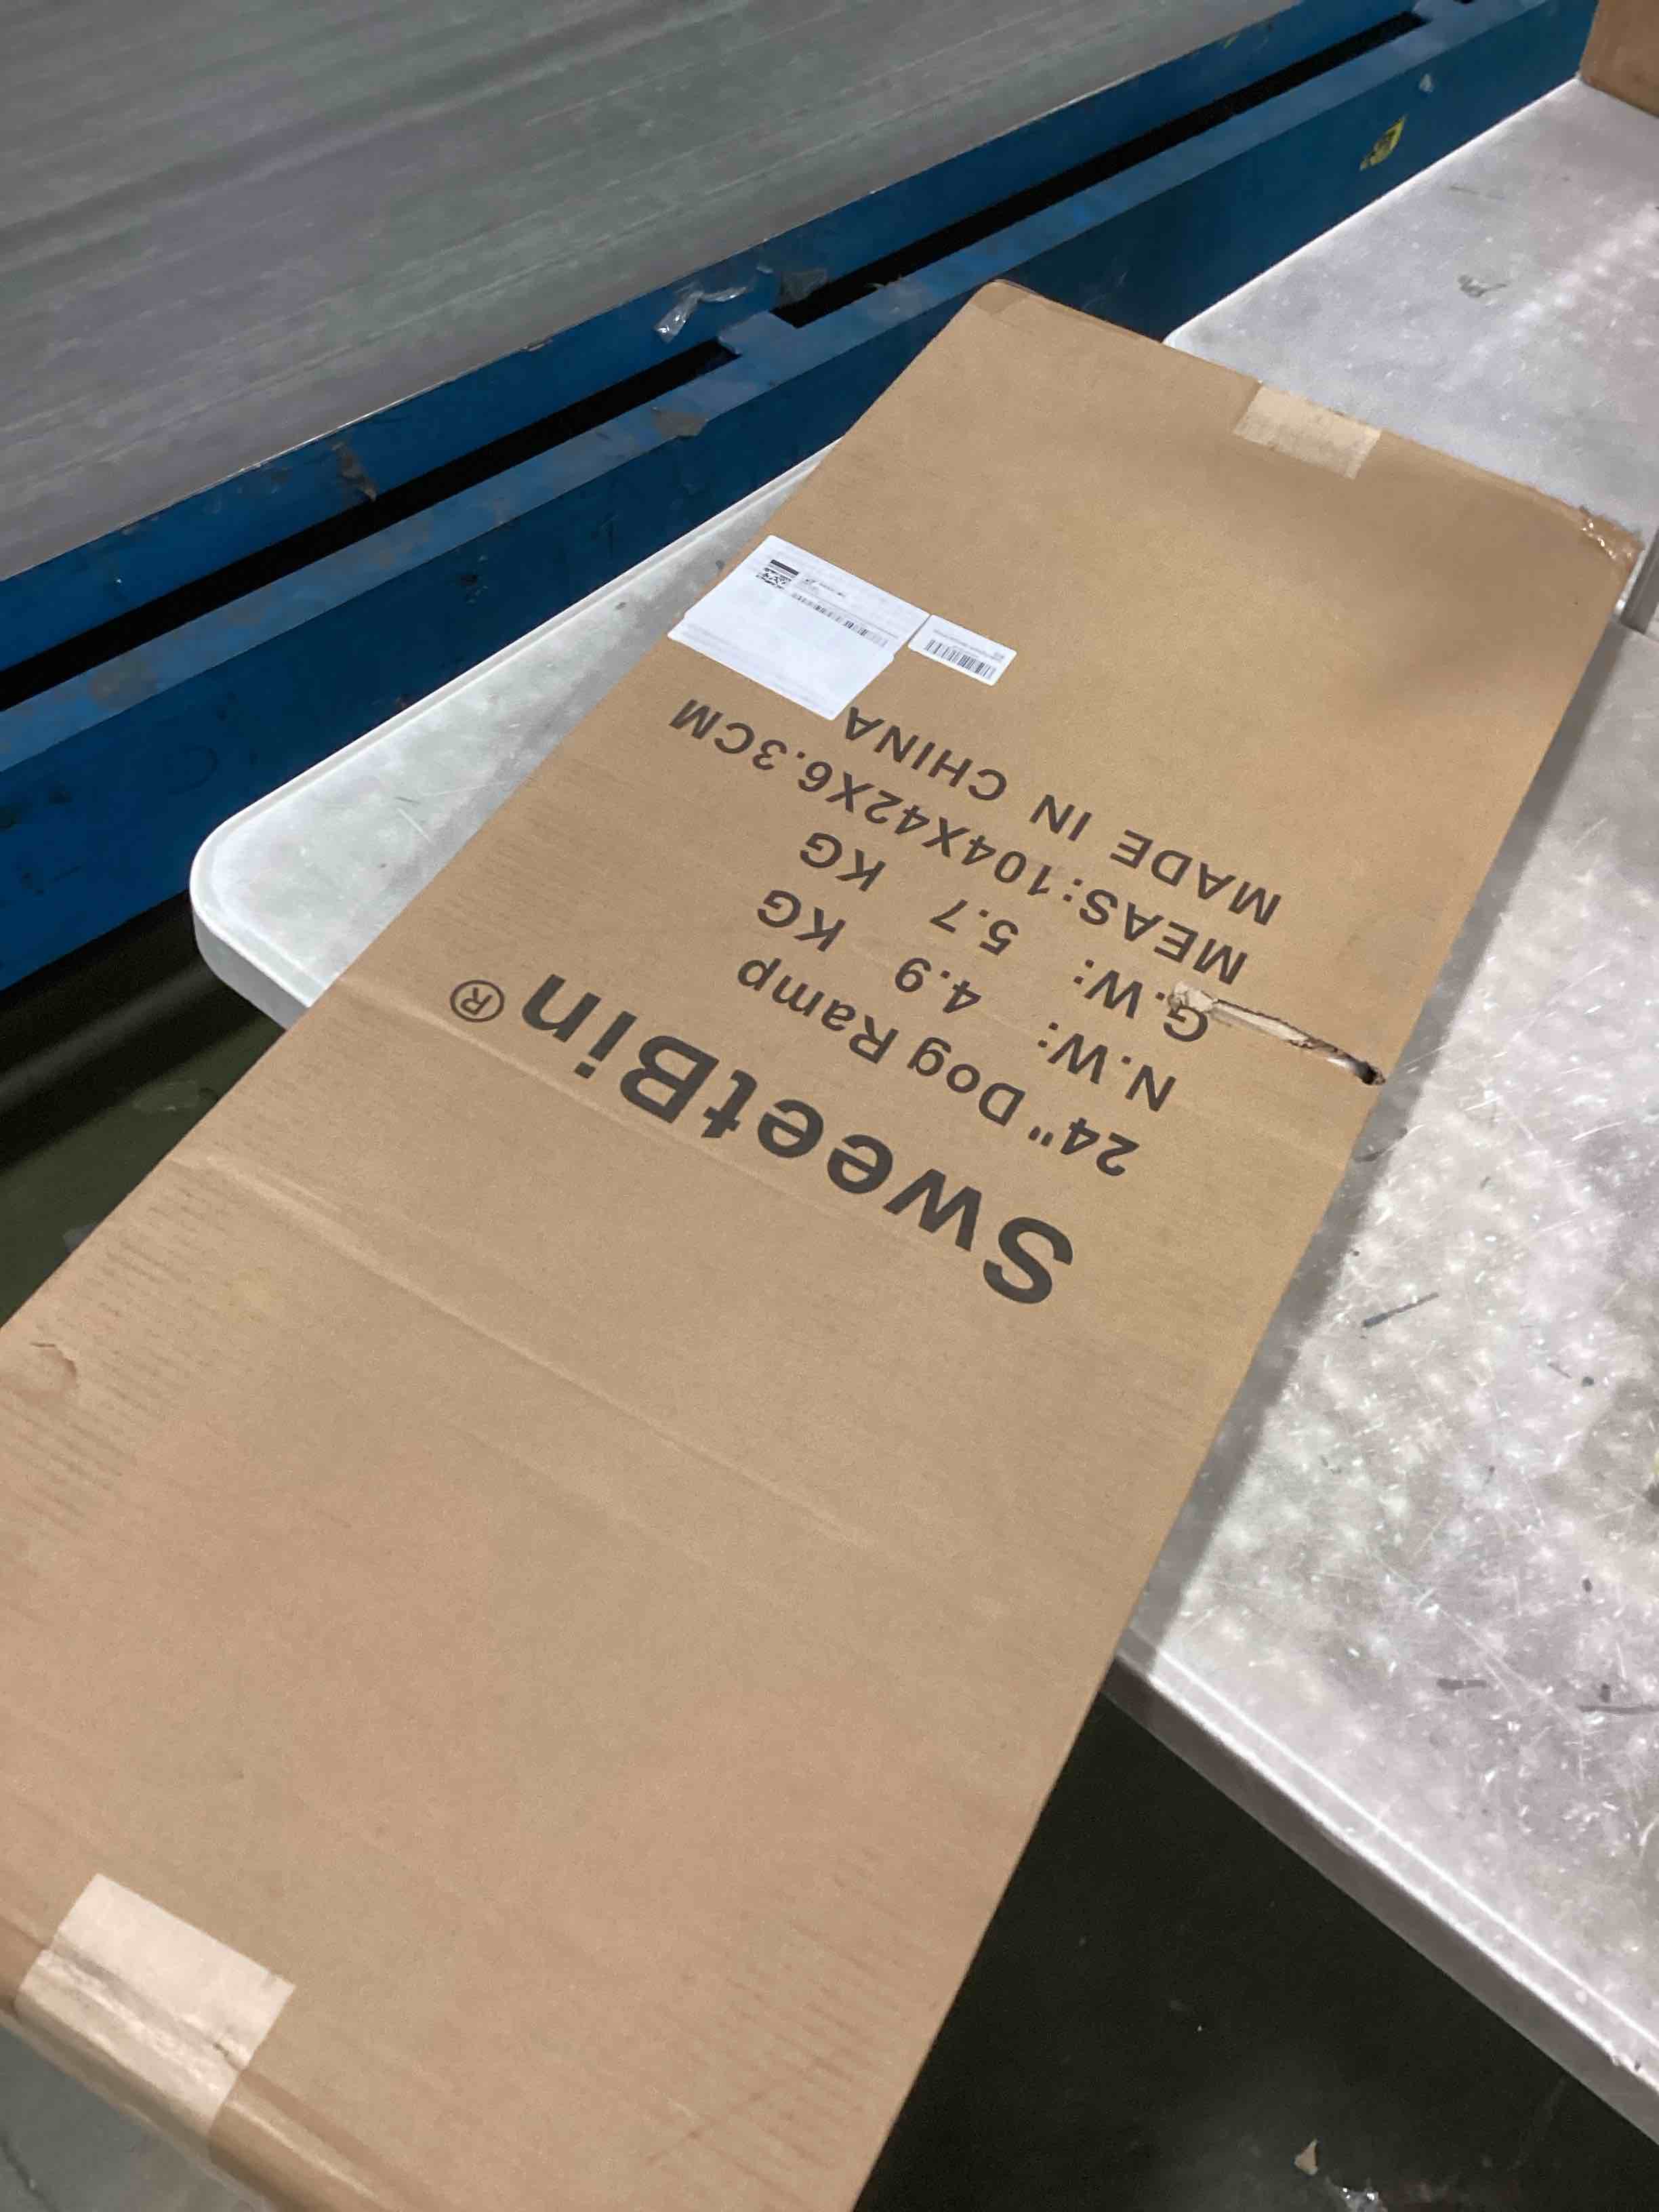 SweetBin®
24" Dog Ramp
N.W: 4.9 KG
G.W: 5.7 KG
MEAS:104X42X6.3CM
MADE IN CHINA